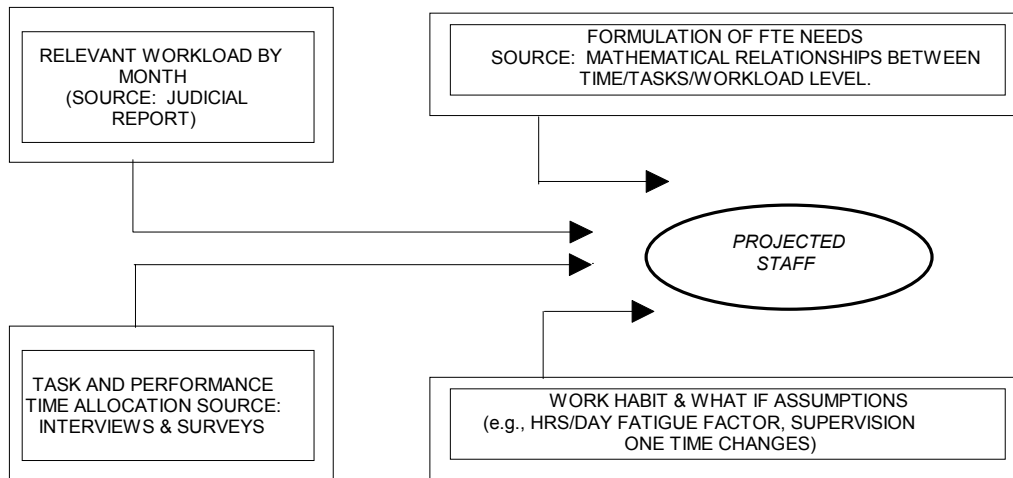 RELEVANT WORKLOAD BY
MONTH
(SOURCE: JUDICIAL
REPORT)
FORMULATION OF FTE NEEDS
SOURCE: MATHEMATICAL RELATIONSHIPS BETWEEN
TIME/TASKS/WORKLOAD LEVEL.
PROJECTED
STAFF
TASK AND PERFORMANCE
TIME ALLOCATION SOURCE:
INTERVIEWS & SURVEYS
WORK HABIT & WHAT IF ASSUMPTIONS
(e.g., HRS/DAY FATIGUE FACTOR, SUPERVISION
ONE TIME CHANGES)